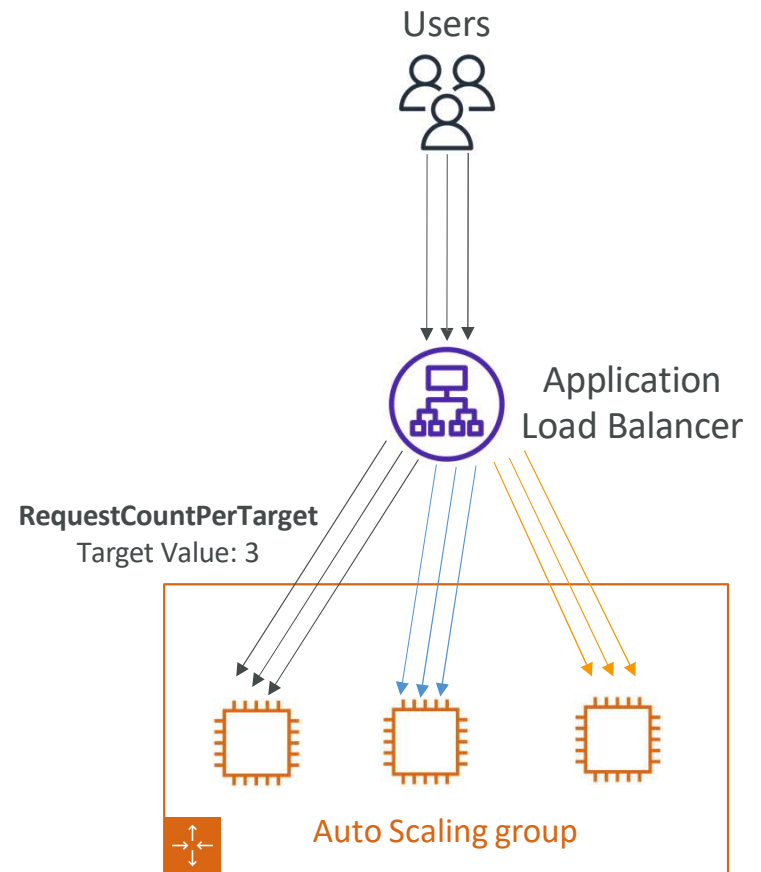 Users
Application
Load Balancer
RequestCountPerTarget
Target Value: 3
Auto Scaling group